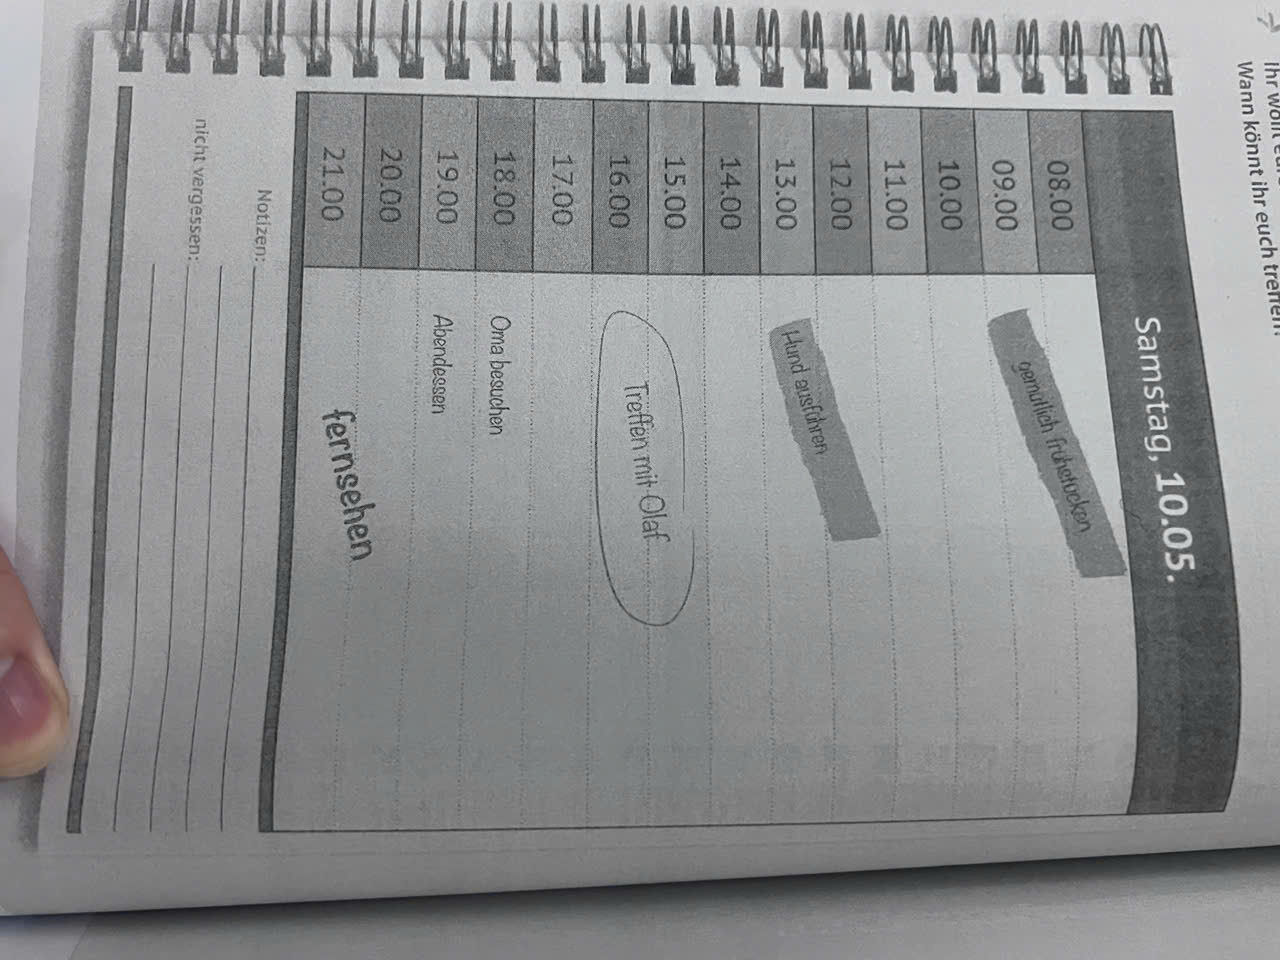 Wann könnt ihr euch treffen?
Samstag, 10.05.
08.00
gemütlich frühstücken
09.00
10.00
11.00
12.00
Hund ausführen
13.00
14.00
15.00
Treffen mit Olaf
16.00
17.00
18.00 Oma besuchen
19.00 Abendessen
20.00
21.00 fernsehen
Notizen:
nicht vergessen: